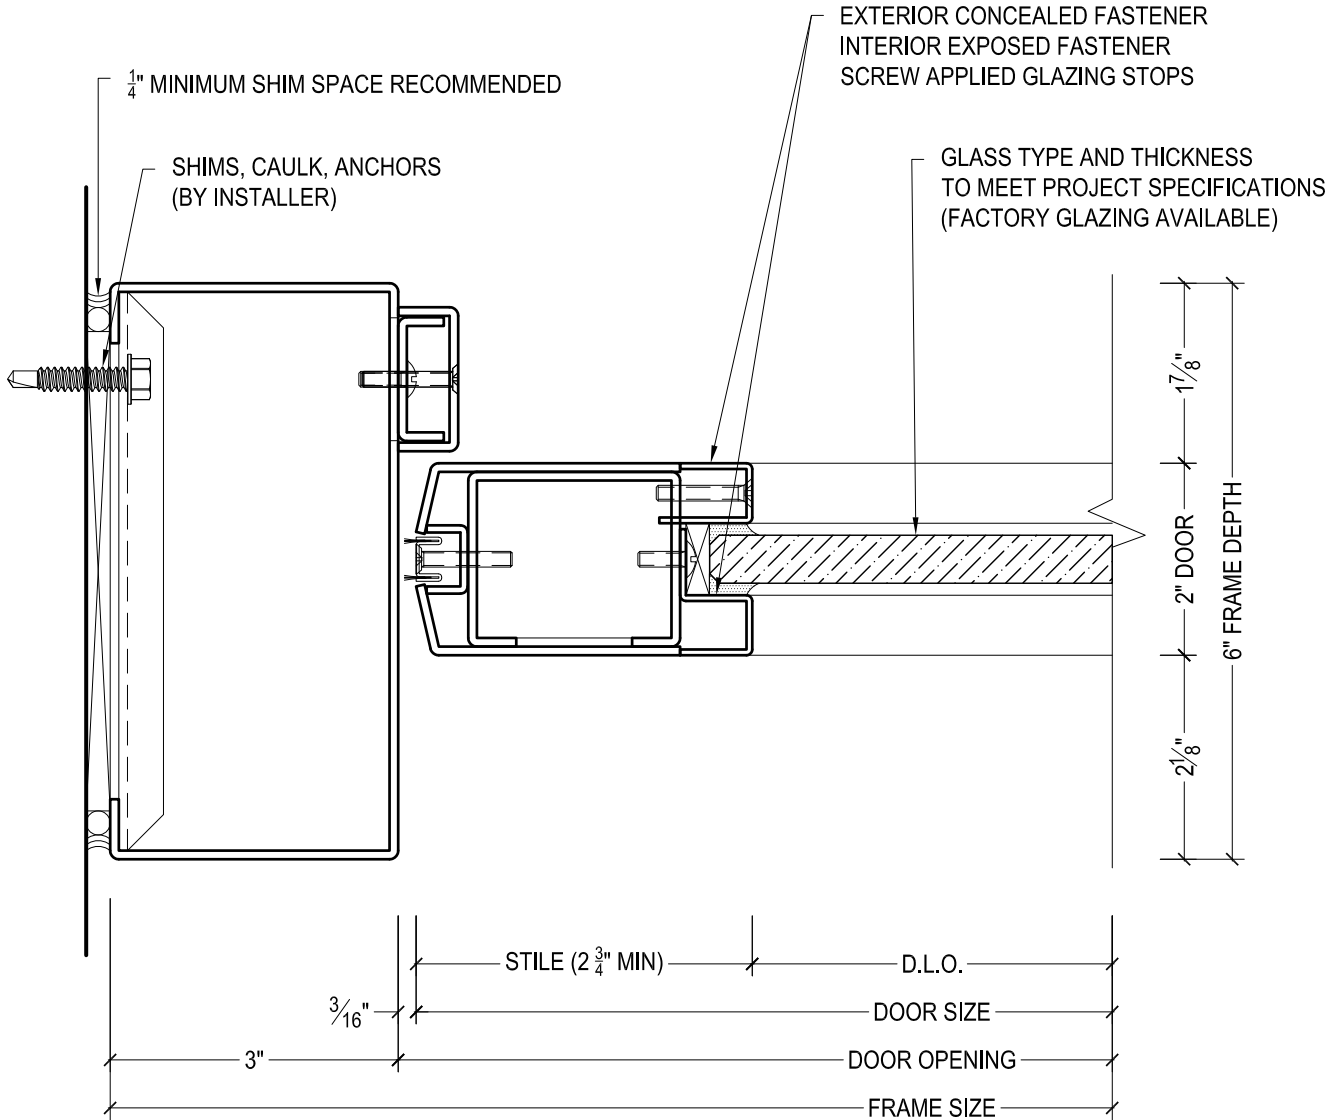 EXTERIOR CONCEALED FASTENER
INTERIOR EXPOSED FASTENER
SCREW APPLIED GLAZING STOPS
1/4" MINIMUM SHIM SPACE RECOMMENDED
SHIMS, CAULK, ANCHORS
(BY INSTALLER)
GLASS TYPE AND THICKNESS
TO MEET PROJECT SPECIFICATIONS
(FACTORY GLAZING AVAILABLE)
1 7/8"
2" DOOR
6" FRAME DEPTH
2 1/8"
STILE (2 3/4" MIN)
D.L.O.
3/16"
DOOR SIZE
3"
DOOR OPENING
FRAME SIZE